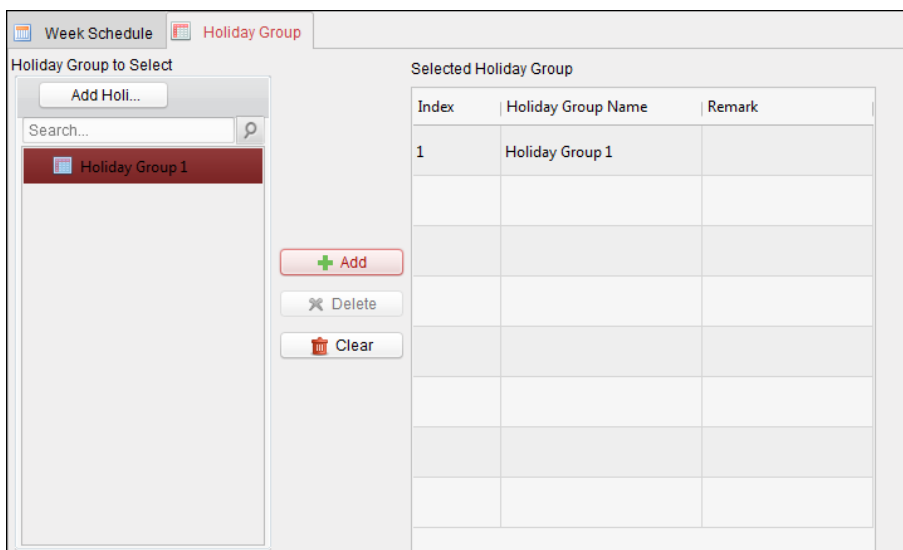 Week Schedule
Holiday Group
Holiday Group to Select
Add Holi...
Search...
Holiday Group 1
Add
Delete
Clear
Selected Holiday Group
Index Holiday Group Name Remark
1 Holiday Group 1